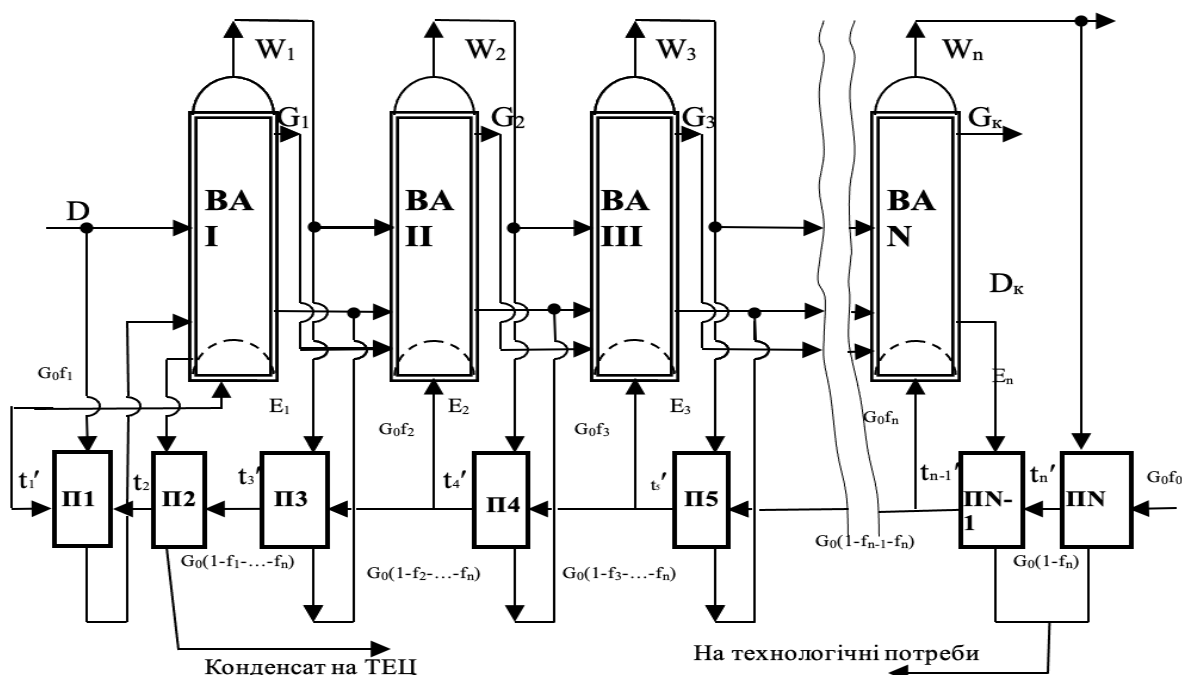 W₁
W₂
W₃
Wₙ
G₁
G₂
G₃
Gк
ВА
I
ВА
II
ВА
III
ВА
N
D
Dк
G₀f₁
E₁
E₂
E₃
Eₙ
G₀f₂
G₀f₃
G₀fₙ
t₁′
t₂
t₃′
t₄′
tₙ₋₁′
tₙ′
G₀f₀
П1
П2
П3
П4
П5
ПN-
1
ПN
G₀(1-f₁-…-fₙ)
G₀(1-f₂-…-fₙ)
G₀(1-f₃-…-fₙ)
G₀(1-fₙ₋₁-fₙ)
G₀(1-fₙ)
Конденсат на ТЕЦ
На технологічні потреби